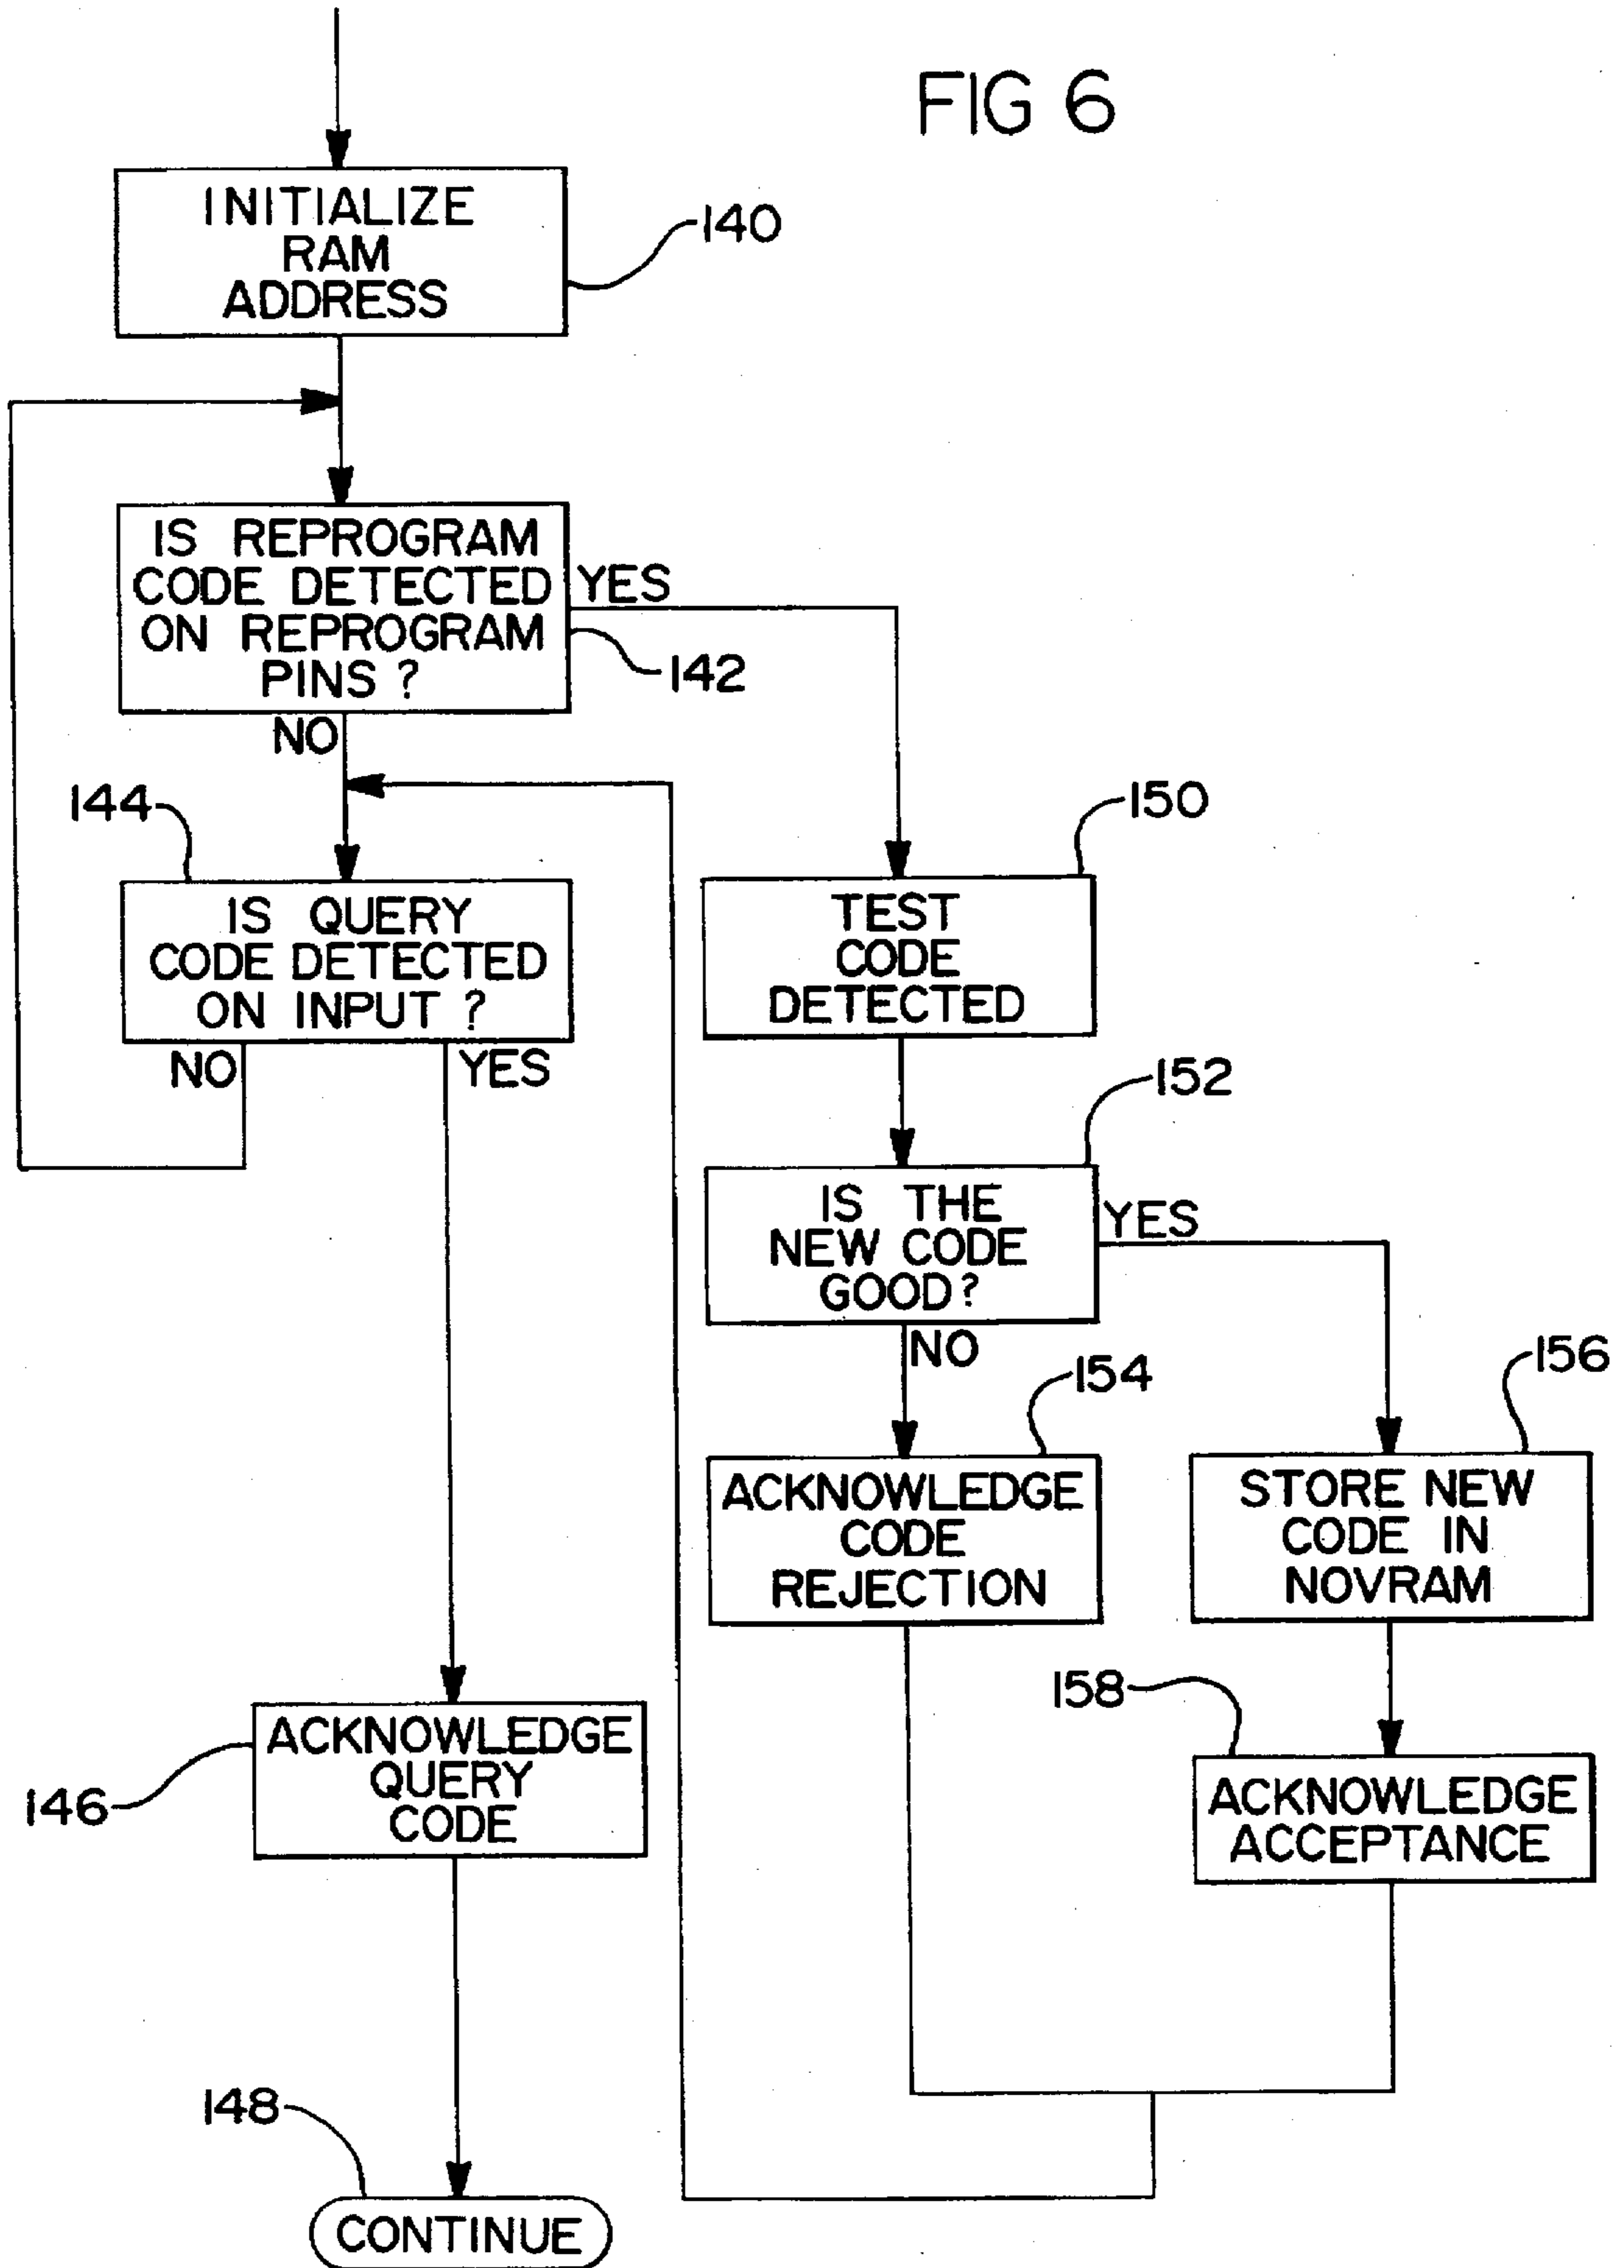 FIG 6
INITIALIZE
RAM
ADDRESS
140
IS REPROGRAM
CODE DETECTED
ON REPROGRAM
PINS ?
YES
142
NO
144
IS QUERY
CODE DETECTED
ON INPUT ?
NO
YES
150
TEST
CODE
DETECTED
152
IS THE
NEW CODE
GOOD?
YES
NO
154
ACKNOWLEDGE
CODE
REJECTION
156
STORE NEW
CODE IN
NOVRAM
158
ACKNOWLEDGE
ACCEPTANCE
146
ACKNOWLEDGE
QUERY
CODE
148
CONTINUE